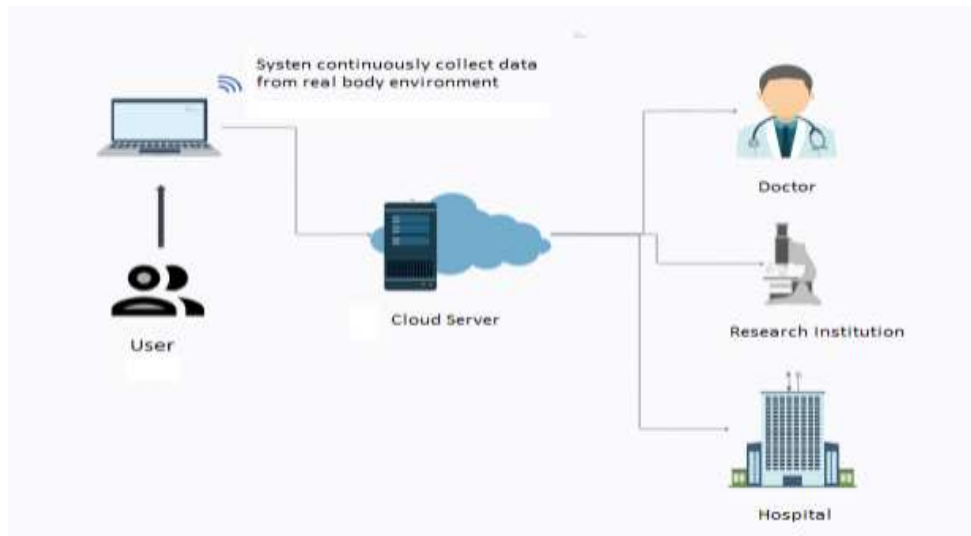 Systen continuously collect data
from real body environment
Doctor
Cloud Server
Research Institution
User
Hospital